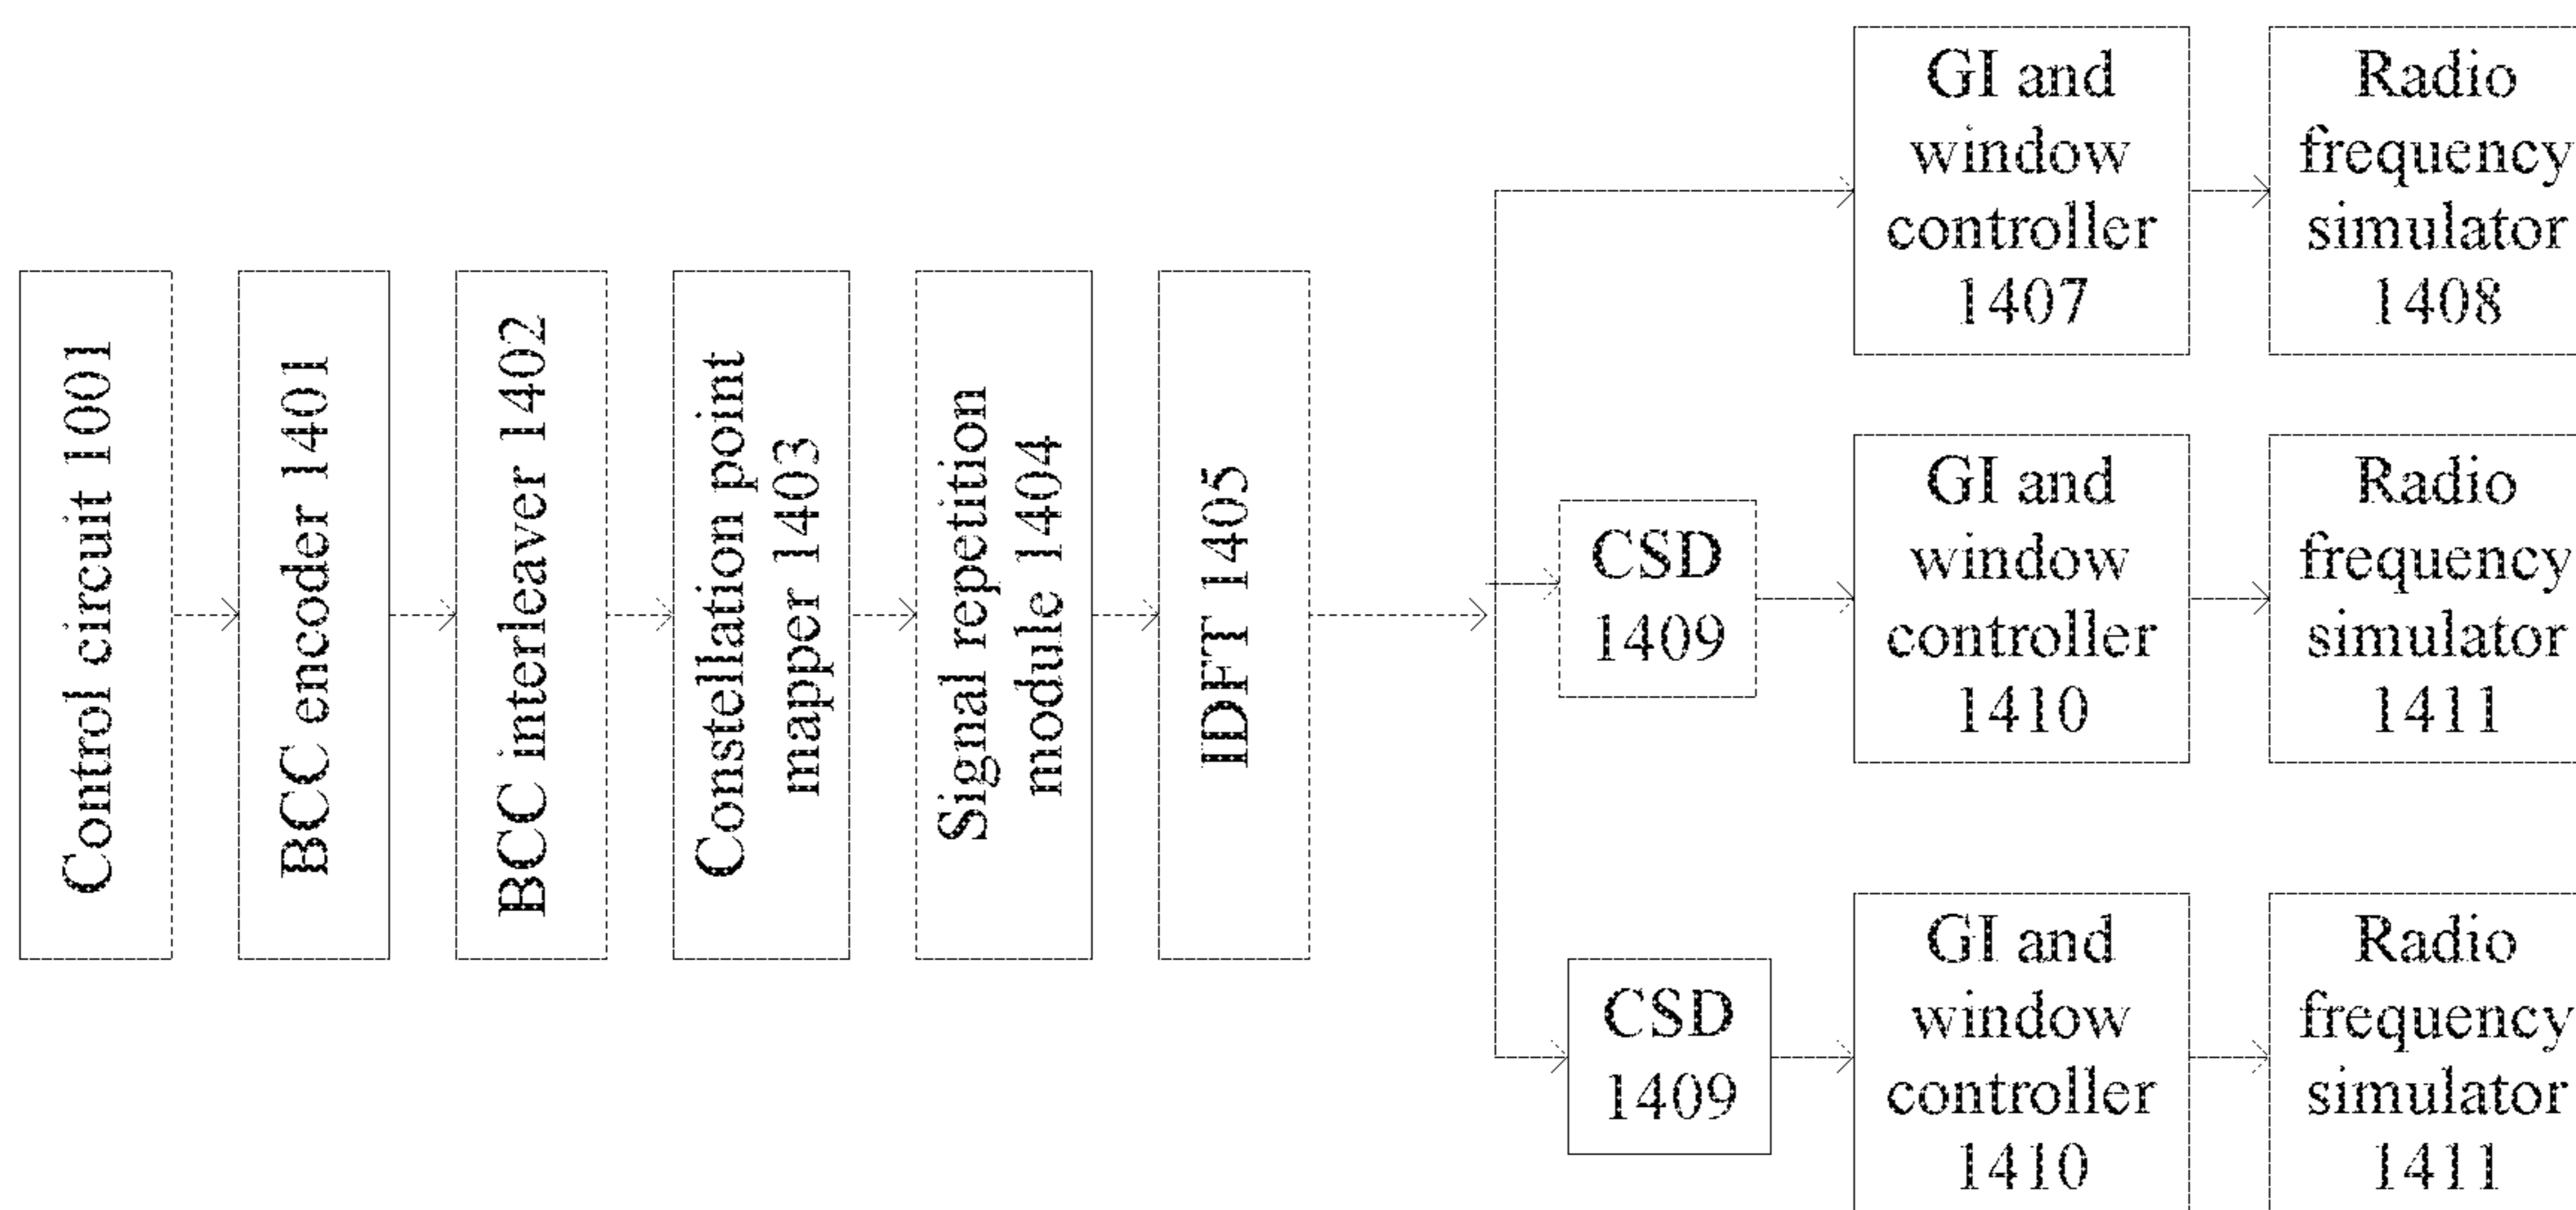 Control circuit 1001
BCC encoder 1401
BCC interleaver 1402
Constellation point
mapper 1403
Signal repetition
module 1404
IDFT 1405
GI and
window
controller
1407
Radio
frequency
simulator
1408
CSD
1409
GI and
window
controller
1410
Radio
frequency
simulator
1411
CSD
1409
GI and
window
controller
1410
Radio
frequency
simulator
1411